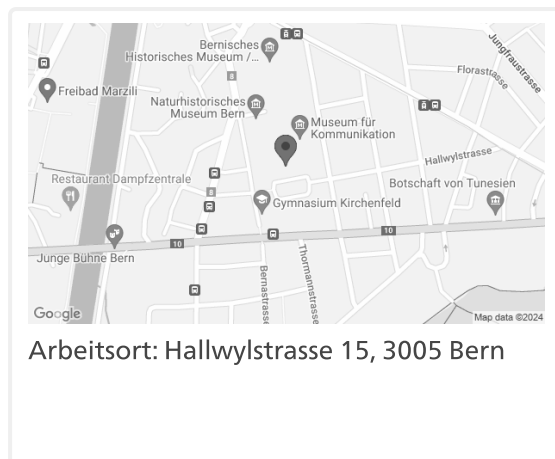 Bernisches
Historisches Museum /...
Jungfraustrasse
Florastrasse
Freibad Marzili
Naturhistorisches
Museum Bern
Museum für
Kommunikation
Hallwylstrasse
Restaurant Dampfzentrale
Botschaft von Tunesien
Gymnasium Kirchenfeld
10
10
Junge Bühne Bern
Bernastrasse
Thormannstrasse
Google
Map data ©2024
Arbeitsort: Hallwylstrasse 15, 3005 Bern